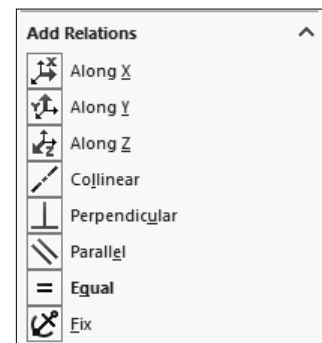 Add Relations
Along X
Along Y
Along Z
Collinear
Perpendicular
Parallel
Equal
Fix